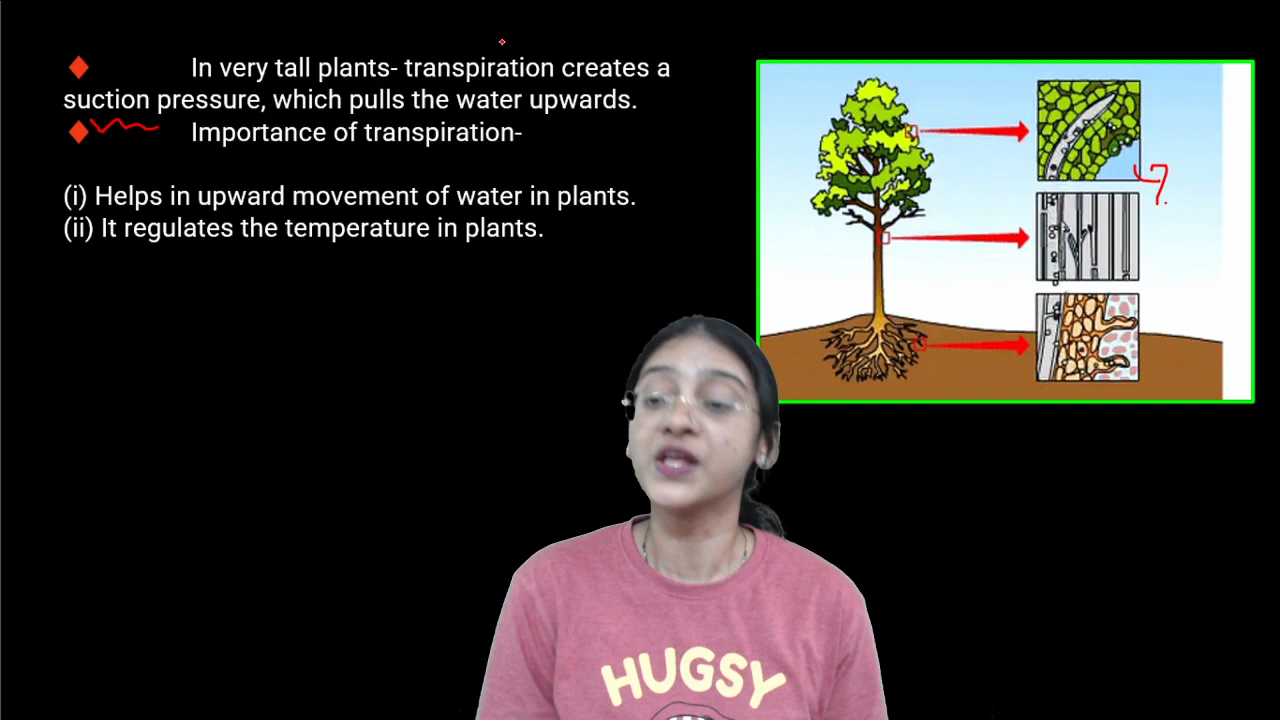 In very tall plants- transpiration creates a
suction pressure, which pulls the water upwards.
Importance of transpiration-
(i) Helps in upward movement of water in plants.
(ii) It regulates the temperature in plants.
HUGSY